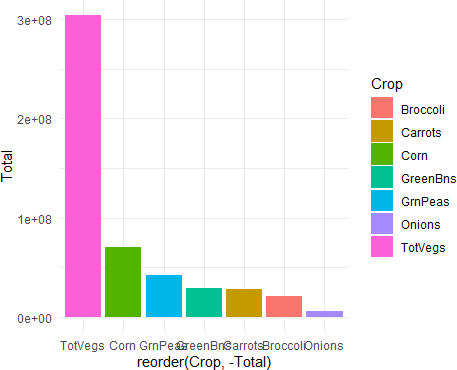 3e+08
2e+08
1e+08
0e+00
Total
TotVegs Corn GrnPeas GreenBns Carrots Broccoli Onions
reorder(Crop, -Total)
Crop
Broccoli
Carrots
Corn
GreenBns
GrnPeas
Onions
TotVegs